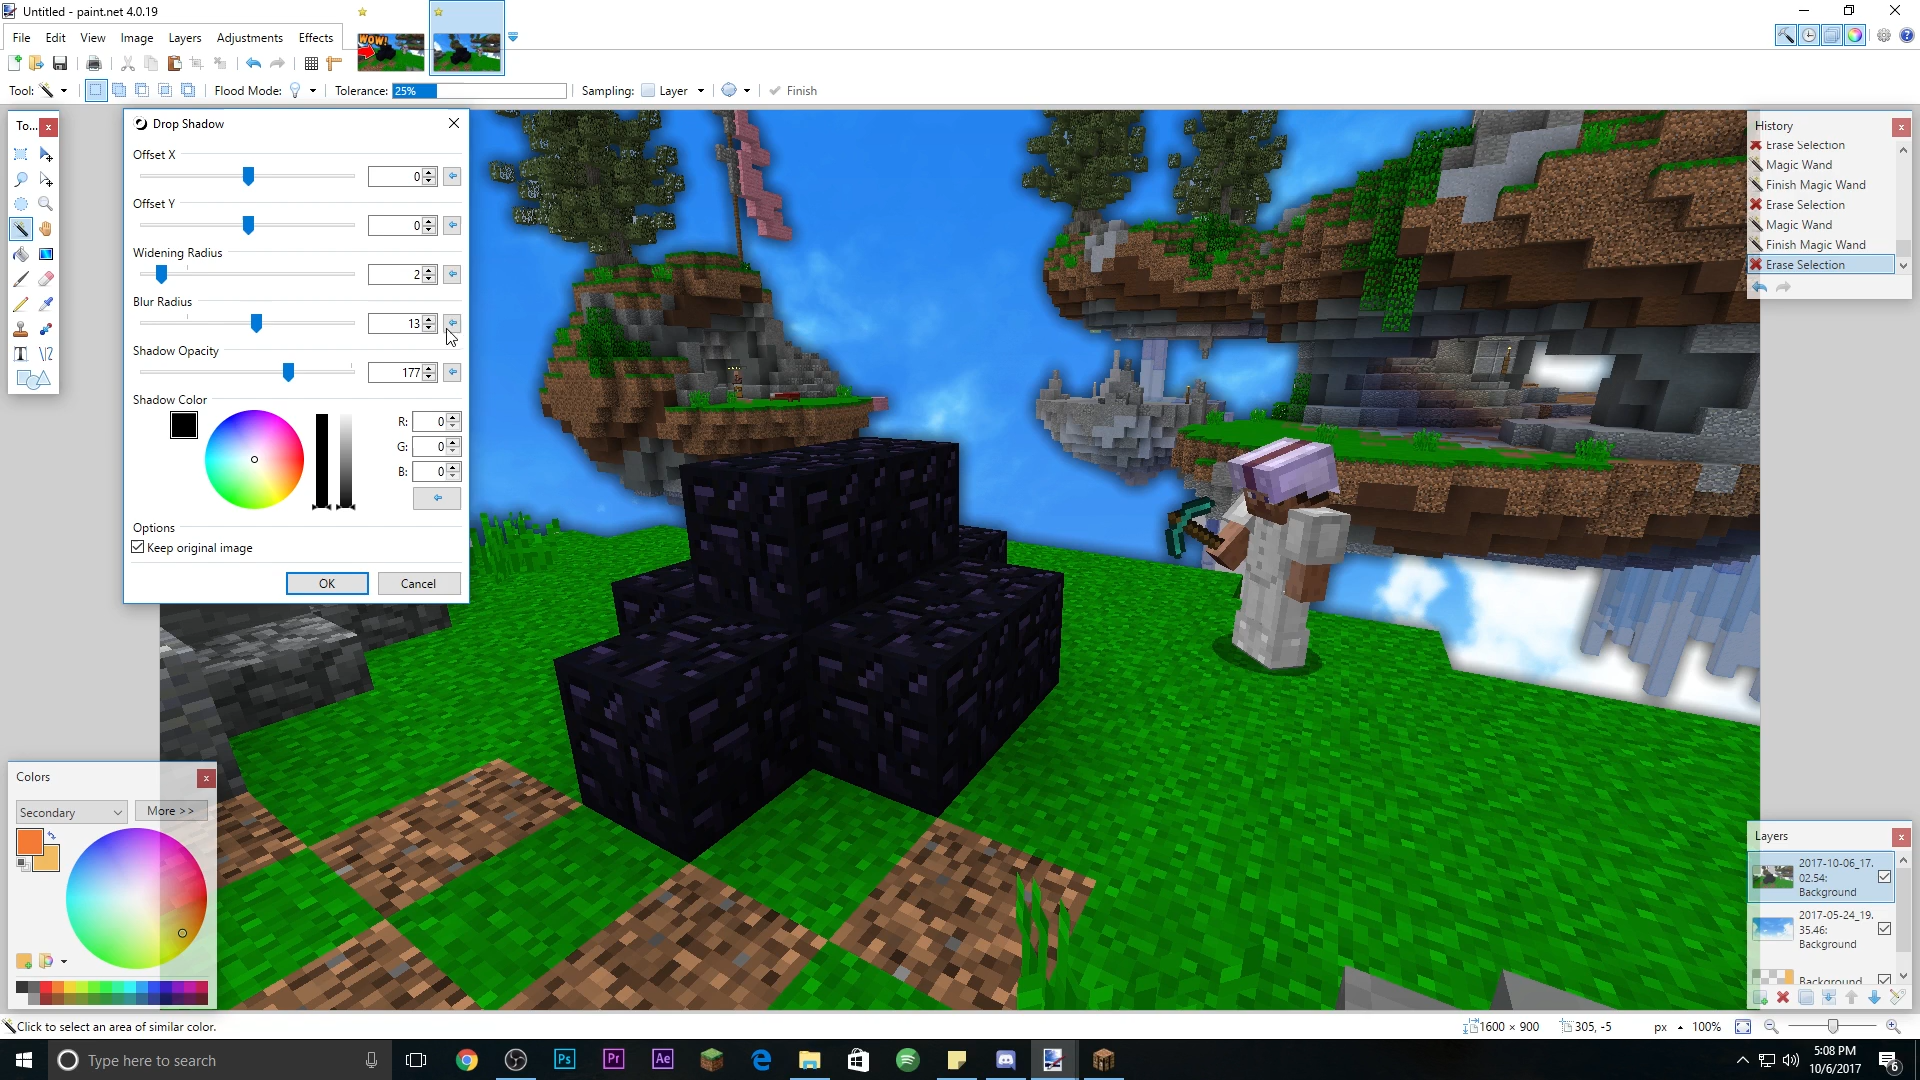 Untitled - paint.net 4.0.19
File Edit View Image Layers Adjustments Effects
WOW!
Tool: Flood Mode: Tolerance: 25% Sampling: Layer Finish
To...
Drop Shadow
Offset X
0
Offset Y
0
Widening Radius
2
Blur Radius
13
Shadow Opacity
177
Shadow Color
R: 0
G: 0
B: 0
Options
Keep original image
OK Cancel
History
Erase Selection
Magic Wand
Finish Magic Wand
Erase Selection
Magic Wand
Finish Magic Wand
Erase Selection
Colors
Secondary More >>
Layers
2017-10-06_17.
02.54:
Background
2017-05-24_19.
35.46:
Background
Background
Click to select an area of similar color.
1600 × 900 305, -5 px 100%
Type here to search
Ps Pr Ae
5:08 PM
10/6/2017
6